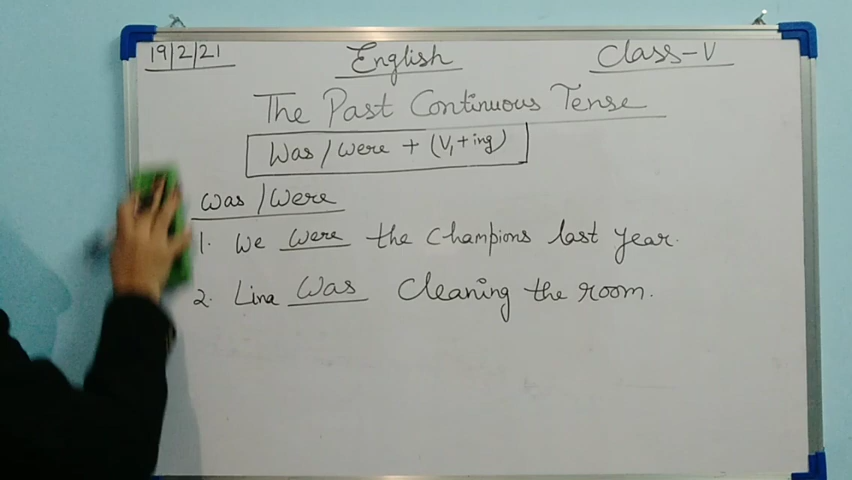 19/2/21 English Class-V
The Past Continuous Tense
Was/were + (V1+ing)
was/were
1. We were the Champions last year.
2. Lina Was Cleaning the room.